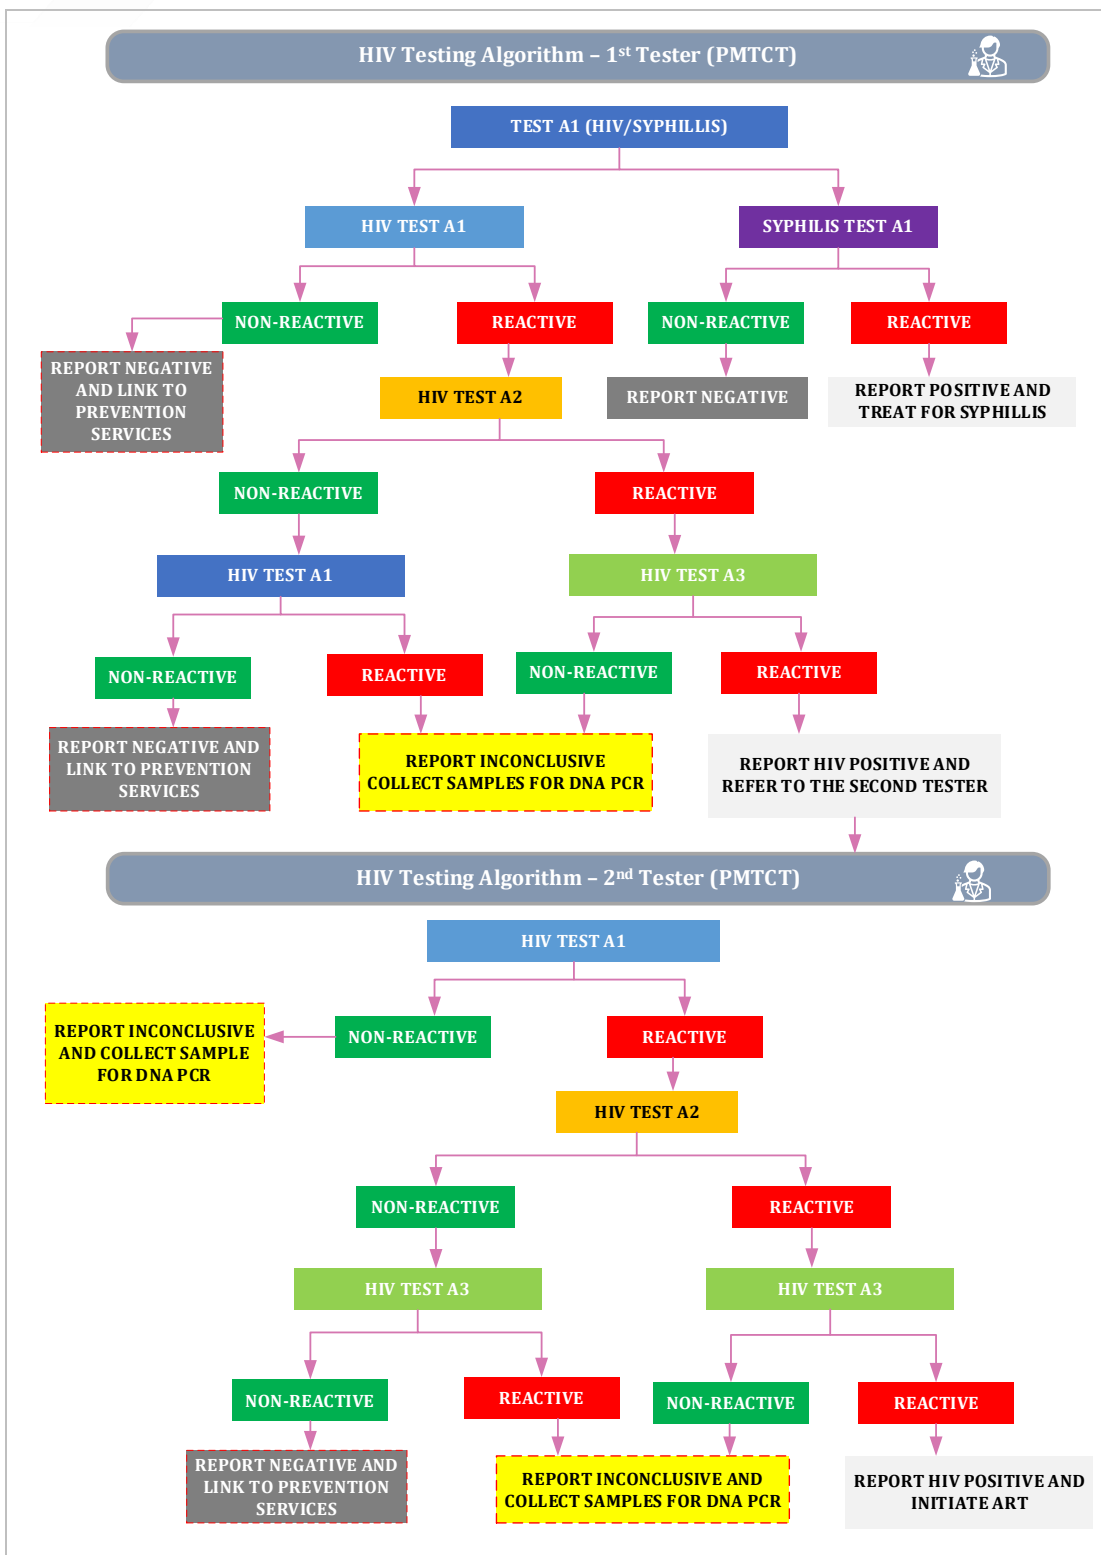 HIV Testing Algorithm – 1st Tester (PMTCT)
TEST A1 (HIV/SYPHILLIS)
HIV TEST A1
SYPHILIS TEST A1
NON-REACTIVE
REACTIVE
NON-REACTIVE
REACTIVE
REPORT NEGATIVE
AND LINK TO
PREVENTION
SERVICES
HIV TEST A2
REPORT NEGATIVE
REPORT POSITIVE AND
TREAT FOR SYPHILLIS
NON-REACTIVE
REACTIVE
HIV TEST A1
HIV TEST A3
NON-REACTIVE
REACTIVE
NON-REACTIVE
REACTIVE
REPORT NEGATIVE AND
LINK TO PREVENTION
SERVICES
REPORT INCONCLUSIVE
COLLECT SAMPLES FOR DNA PCR
REPORT HIV POSITIVE AND
REFER TO THE SECOND TESTER
HIV Testing Algorithm – 2nd Tester (PMTCT)
HIV TEST A1
REPORT INCONCLUSIVE
AND COLLECT SAMPLE
FOR DNA PCR
NON-REACTIVE
REACTIVE
HIV TEST A2
NON-REACTIVE
REACTIVE
HIV TEST A3
HIV TEST A3
NON-REACTIVE
REACTIVE
NON-REACTIVE
REACTIVE
REPORT NEGATIVE AND
LINK TO PREVENTION
SERVICES
REPORT INCONCLUSIVE AND
COLLECT SAMPLES FOR DNA PCR
REPORT HIV POSITIVE AND
INITIATE ART